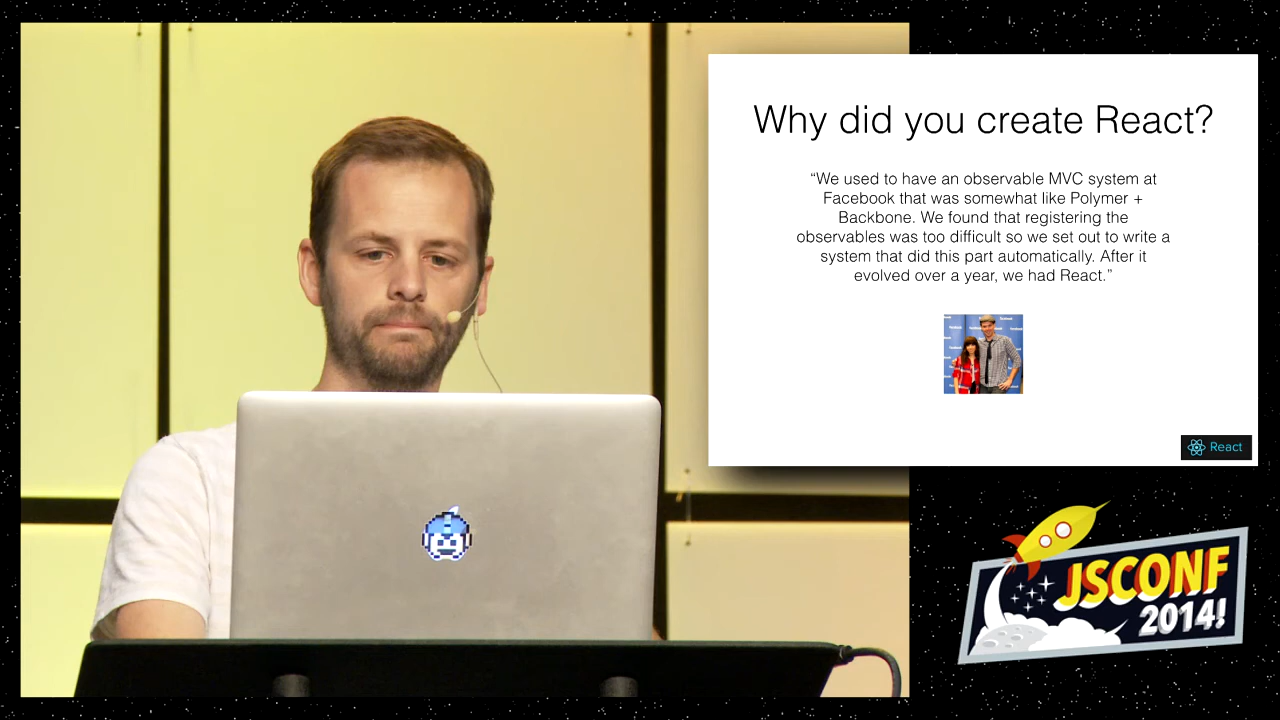 Why did you create React?
“We used to have an observable MVC system at
Facebook that was somewhat like Polymer +
Backbone. We found that registering the
observables was too difficult so we set out to write a
system that did this part automatically. After it
evolved over a year, we had React.”
React
JSCONF
2014!